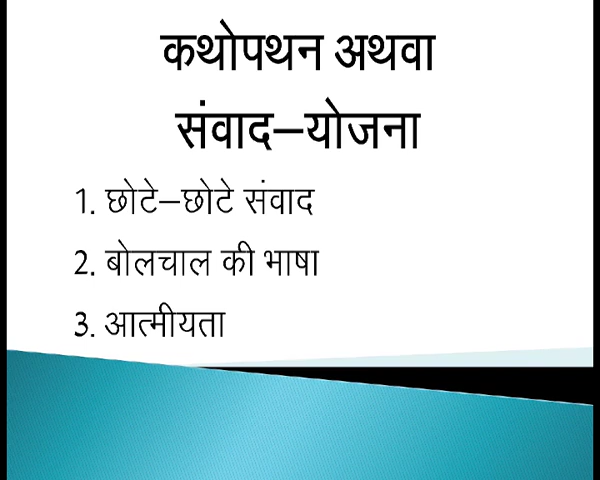 कथोपथन अथवा
संवाद–योजना
1. छोटे–छोटे संवाद
2. बोलचाल की भाषा
3. आत्मीयता